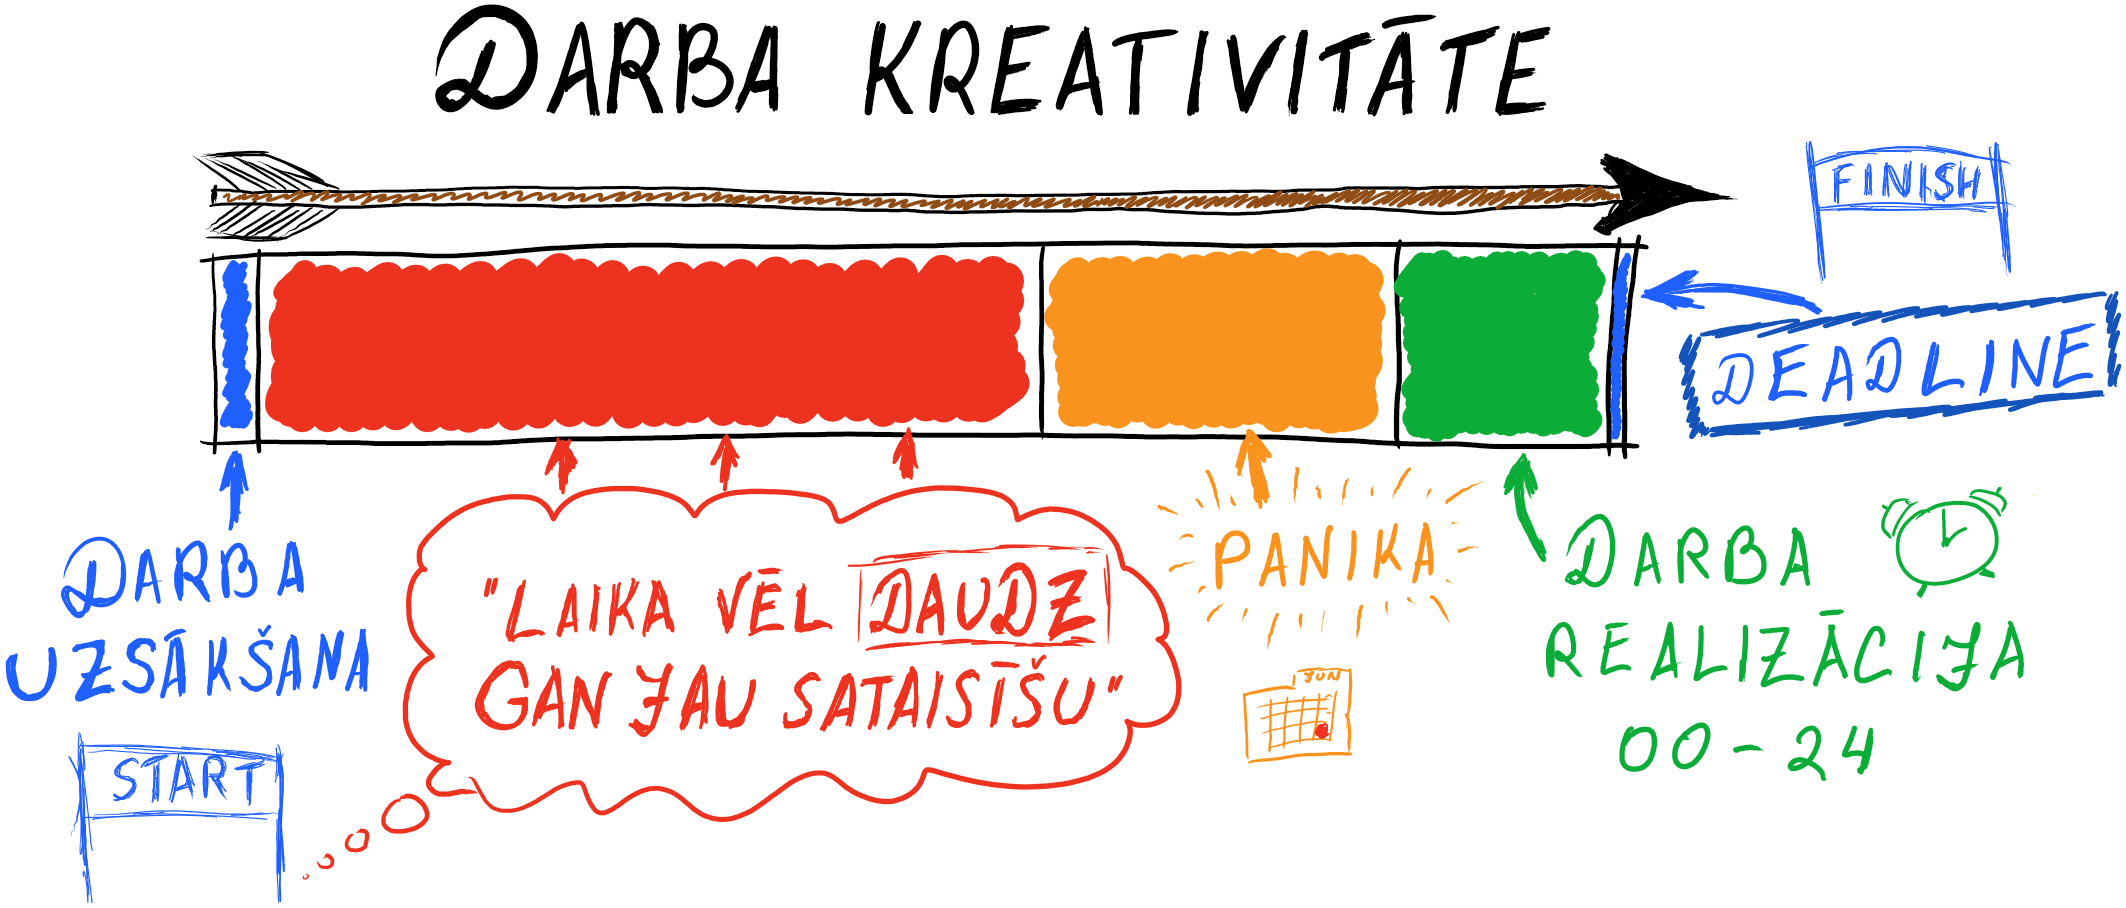 DARBA KREATIVITĀTE
FINISH
DEADLINE
DARBA
UZSĀKŠANA
START
"LAIKA VĒL DAUDZ
GAN JAU SATAISĪŠU"
PANIKA
JUN
DARBA
REALIZĀCIJA
00-24